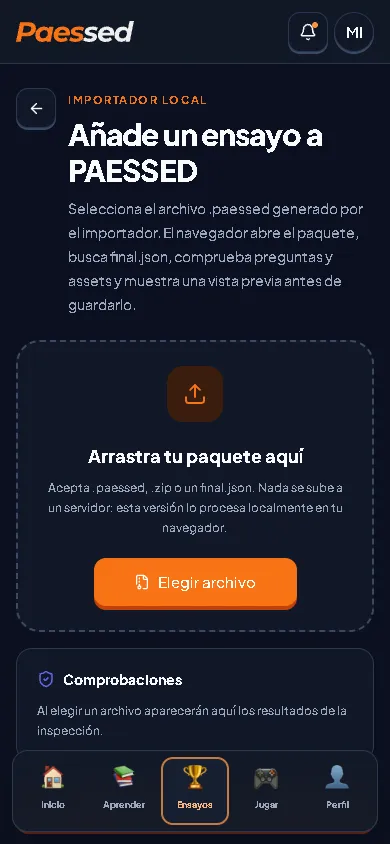 Paessed
MI
IMPORTADOR LOCAL
Añade un ensayo a
PAESSED
Selecciona el archivo .paessed generado por
el importador. El navegador abre el paquete,
busca final.json, comprueba preguntas y
assets y muestra una vista previa antes de
guardarlo.
Arrastra tu paquete aquí
Acepta .paessed, .zip o un final.json. Nada se sube a
un servidor: esta versión lo procesa localmente en tu
navegador.
Elegir archivo
Comprobaciones
Al elegir un archivo aparecerán aquí los resultados de la
inspección.
Inicio
Aprender
Ensayos
Jugar
Perfil